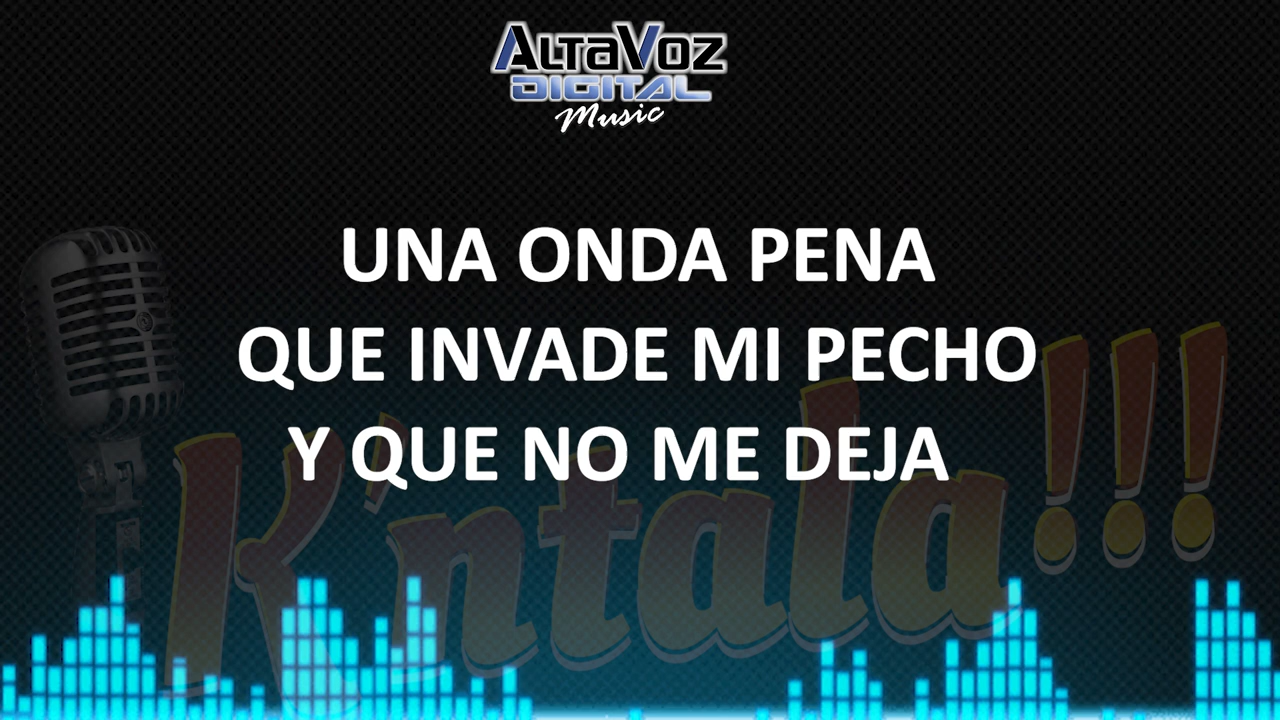 ALTAVOZ
DIGITAL
Music
UNA ONDA PENA
QUE INVADE MI PECHO
Y QUE NO ME DEJA
K'ntala!!!